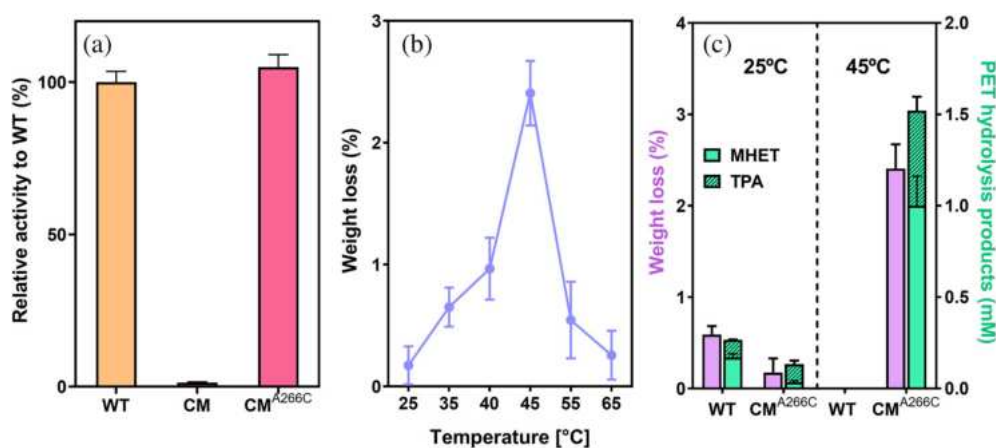 (a)
Relative activity to WT (%)
100
50
0
WT CM CM^A266C
(b)
Weight loss (%)
3
2
1
0
25 35 40 45 55 65
Temperature [°C]
(c)
Weight loss (%)
4
3
2
1
0
25ºC 45ºC
MHET
TPA
WT CM^A266C WT CM^A266C
2.0
1.5
1.0
0.5
0.0
PET hydrolysis products (mM)